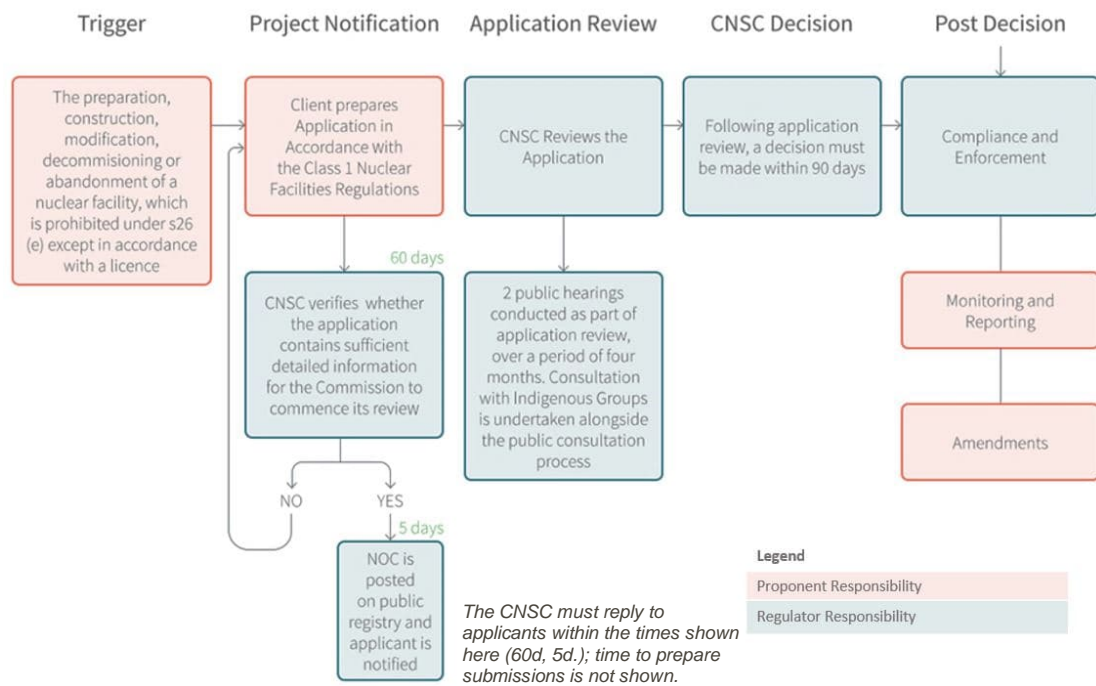 Trigger
Project Notification
Application Review
CNSC Decision
Post Decision
The preparation,
construction,
modification,
decommisioning or
abandonment of a
nuclear facility, which
is prohibited under s26
(e) except in accordance
with a licence
Client prepares
Application in
Accordance with
the Class 1 Nuclear
Facilities Regulations
CNSC Reviews the
Application
Following application
review, a decision must
be made within 90 days
Compliance and
Enforcement
60 days
CNSC verifies whether
the application
contains sufficient
detailed information
for the Commission to
commence its review
2 public hearings
conducted as part of
application review,
over a period of four
months. Consultation
with Indigenous Groups
is undertaken alongside
the public consultation
process
Monitoring and
Reporting
Amendments
NO
YES
5 days
NOC is
posted
on public
registry and
applicant is
notified
The CNSC must reply to
applicants within the times shown
here (60d, 5d.); time to prepare
submissions is not shown.
Legend
Proponent Responsibility
Regulator Responsibility